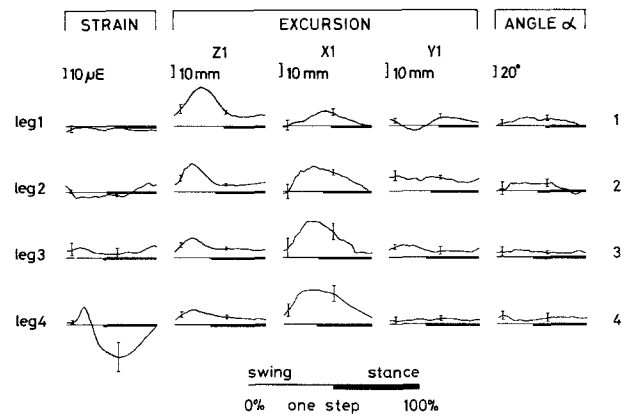 STRAIN EXCURSION ANGLE α
Z1 X1 Y1
]10 µE ]10 mm ]10 mm ]10 mm ]20°
leg1 1
leg2 2
leg3 3
leg4 4
swing stance
0% one step 100%